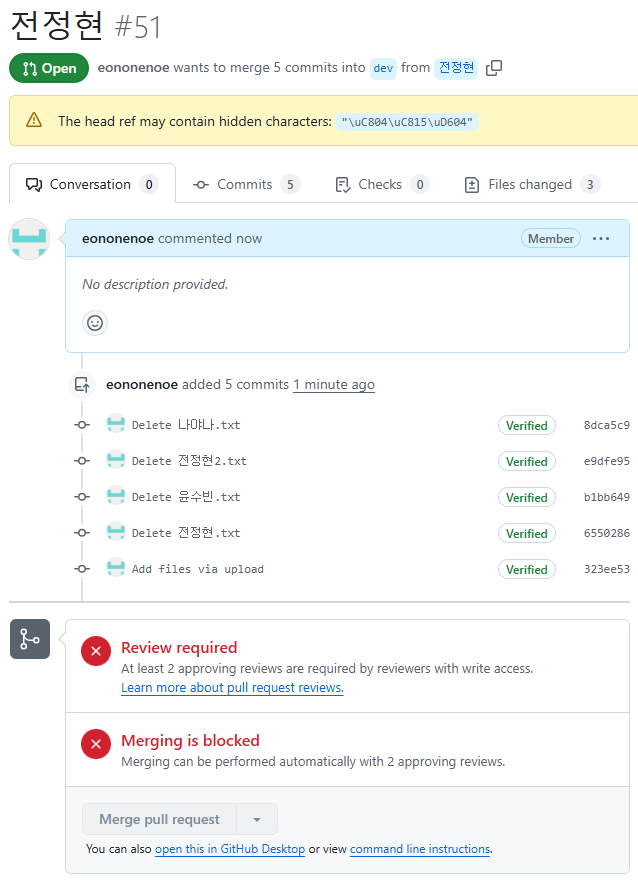 전정현 #51
Open eononenoe wants to merge 5 commits into dev from 전정현
The head ref may contain hidden characters: "\uC804\uC815\uD604"
Conversation 0 Commits 5 Checks 0 Files changed 3
eononenoe commented now Member
No description provided.
eononenoe added 5 commits 1 minute ago
Delete 나야나.txt Verified 8dca5c9
Delete 전정현2.txt Verified e9dfe95
Delete 윤수빈.txt Verified b1bb649
Delete 전정현.txt Verified 6550286
Add files via upload Verified 323ee53
Review required
At least 2 approving reviews are required by reviewers with write access.
Learn more about pull request reviews.
Merging is blocked
Merging can be performed automatically with 2 approving reviews.
Merge pull request
You can also open this in GitHub Desktop or view command line instructions.